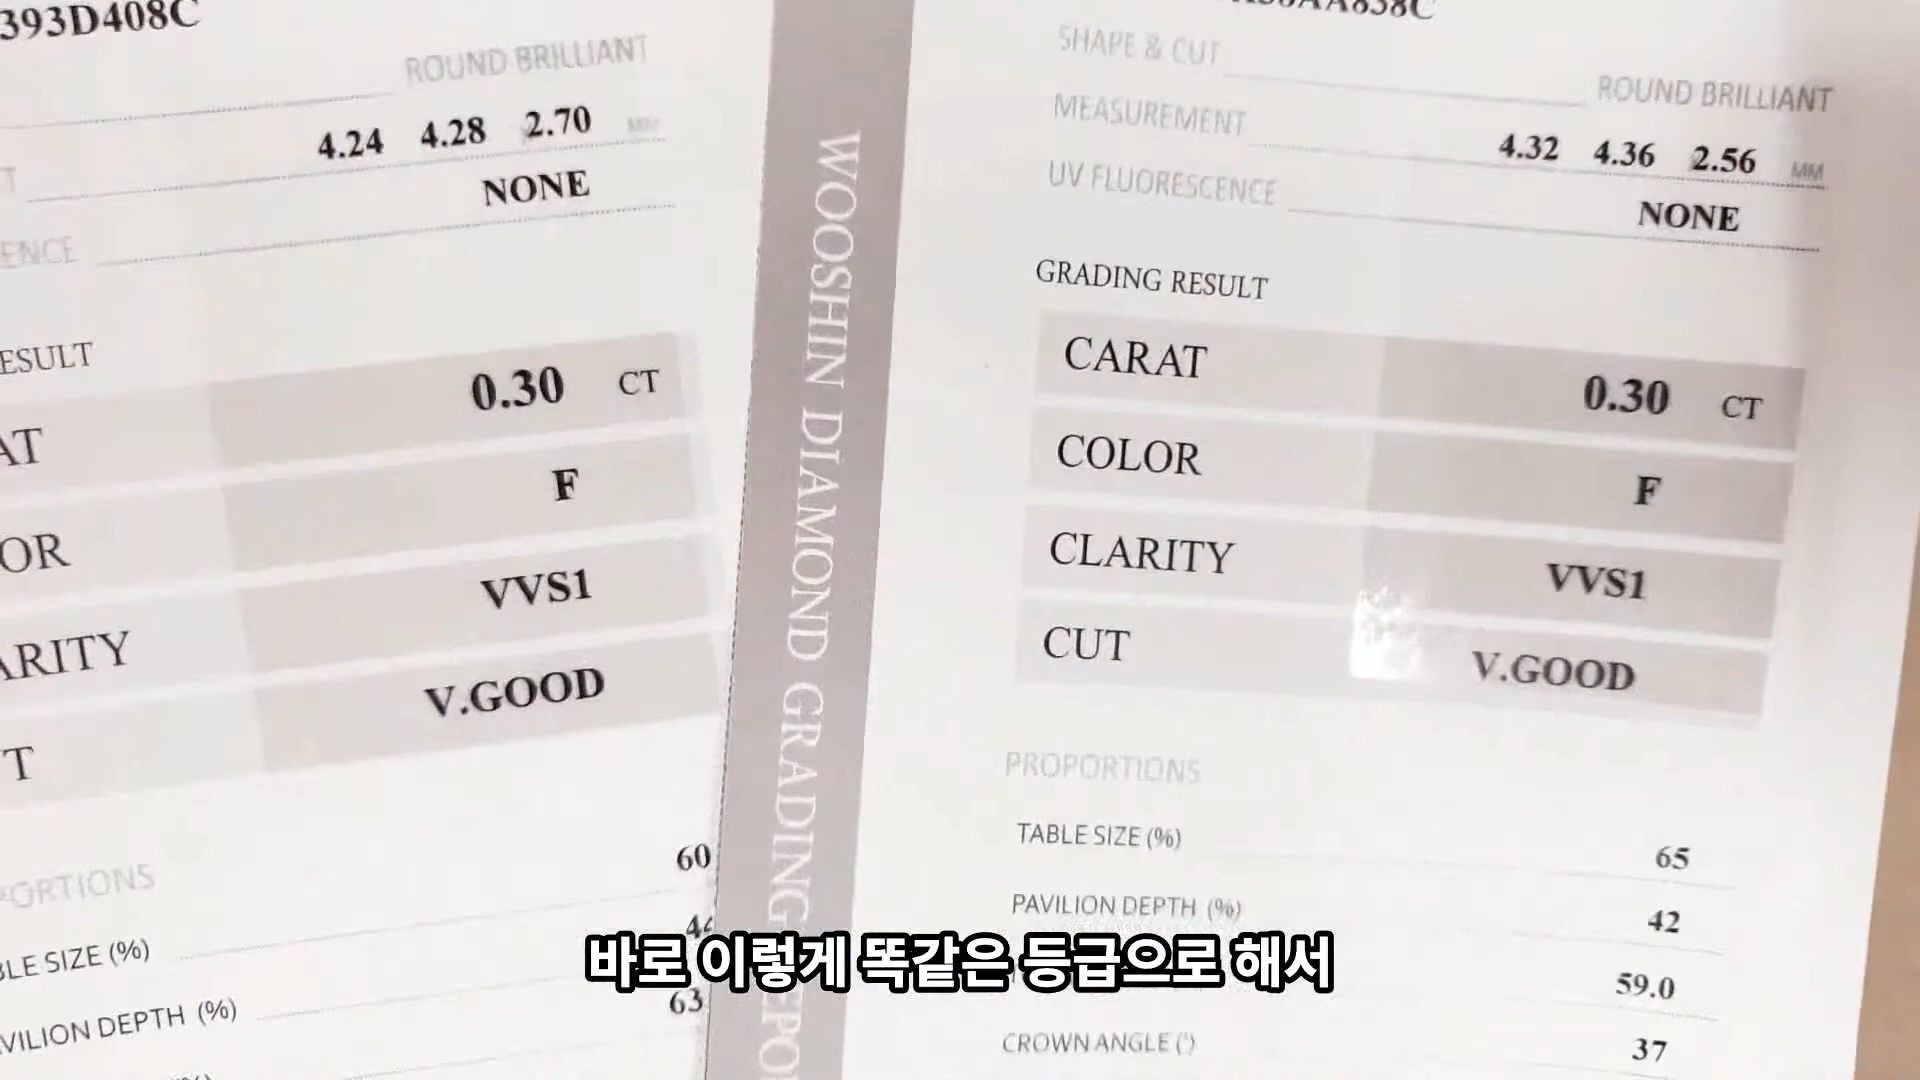 393D408C
ROUND BRILLIANT
4.24 4.28 2.70 MM
NONE
ENCE
ESULT
AT 0.30 CT
OR F
ARITY VVS1
T V.GOOD
ORTIONS
BLE SIZE (%) 60
AVILION DEPTH (%)
63
WOOSHIN DIAMOND GRADING
SHAPE & CUT ROUND BRILLIANT
MEASUREMENT 4.32 4.36 2.56 MM
UV FLUORESCENCE NONE
GRADING RESULT
CARAT 0.30 CT
COLOR F
CLARITY VVS1
CUT V.GOOD
PROPORTIONS
TABLE SIZE (%) 65
PAVILION DEPTH (%) 42
59.0
CROWN ANGLE (°) 37
바로 이렇게 똑같은 등급으로 해서